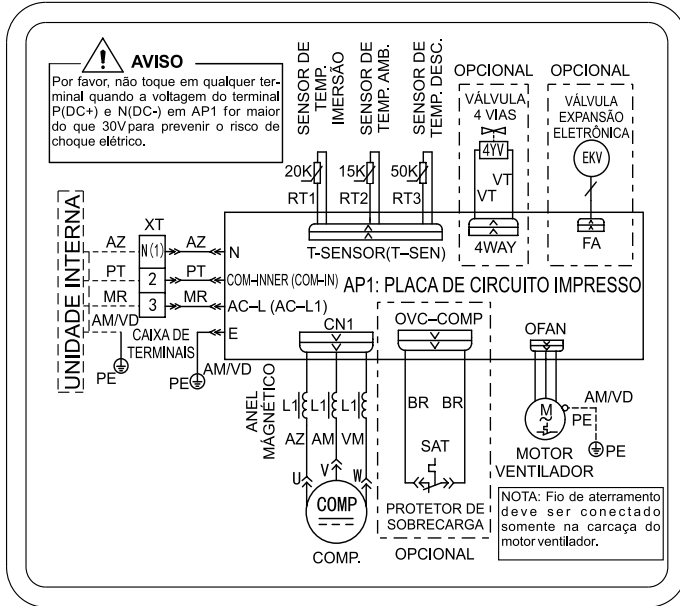 AVISO
Por favor, não toque em qualquer ter-
minal quando a voltagem do terminal
P(DC+) e N(DC-) em AP1 for maior
do que 30V para prevenir o risco de
choque elétrico.
SENSOR DE
TEMP.
IMERSÃO
SENSOR DE
TEMP. AMB.
SENSOR DE
TEMP. DESC.
OPCIONAL
VÁLVULA
4 VIAS
4YV
VT
VT
4WAY
OPCIONAL
VÁLVULA
EXPANSÃO
ELETRÔNICA
EKV
FA
20K
15K
50K
RT1
RT2
RT3
T-SENSOR(T-SEN)
UNIDADE INTERNA
XT
AZ
N(1)
AZ
N
PT
2
PT
COM-INNER (COM-IN)
MR
3
MR
AC-L (AC-L1)
AM/VD
CAIXA DE
TERMINAIS
E
PE
PE
AM/VD
AP1: PLACA DE CIRCUITO IMPRESSO
CN1
OVC-COMP
OFAN
ANEL
MÁGNÉTICO
L1
L1
L1
AZ
AM
VM
U
V
W
COMP
COMP.
BR
BR
SAT
PROTETOR DE
SOBRECARGA
OPCIONAL
M
AM/VD
PE
PE
MOTOR
VENTILADOR
NOTA: Fio de aterramento
deve ser conectado
somente na carcaça do
motor ventilador.